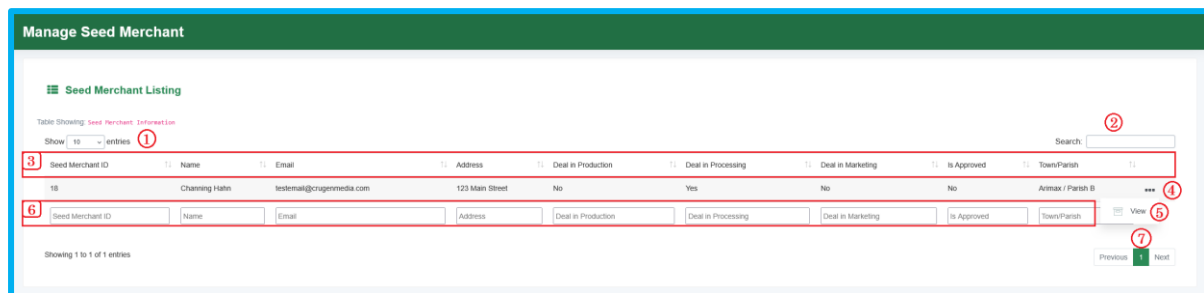 Manage Seed Merchant
Seed Merchant Listing
Table Showing: Seed Merchant Information
②
Show 10 entries ① Search:
3 Seed Merchant ID Name Email Address Deal in Production Deal in Processing Deal in Marketing Is Approved Town/Parish
18 Channing Hahn testemail@crugenmedia.com 123 Main Street No Yes No No Arimax / Parish B ④
6 Seed Merchant ID Name Email Address Deal in Production Deal in Processing Deal in Marketing Is Approved Town/Parish View ⑤
⑦
Showing 1 to 1 of 1 entries Previous 1 Next